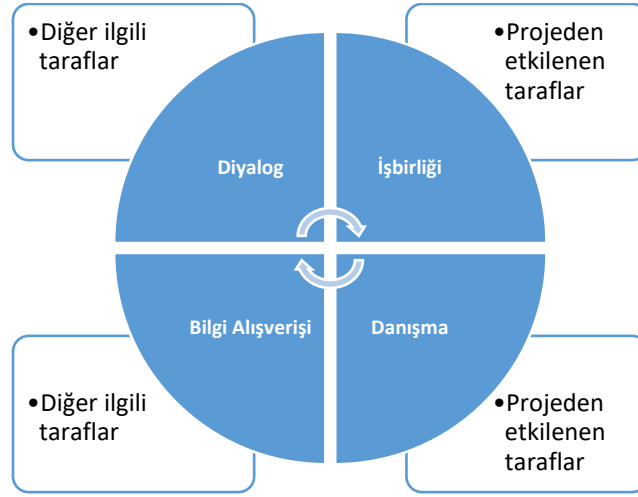 •Diğer ilgili
taraflar
•Projeden
etkilenen
taraflar
Diyalog
İşbirliği
Bilgi Alışverişi
Danışma
•Diğer ilgili
taraflar
•Projeden
etkilenen
taraflar